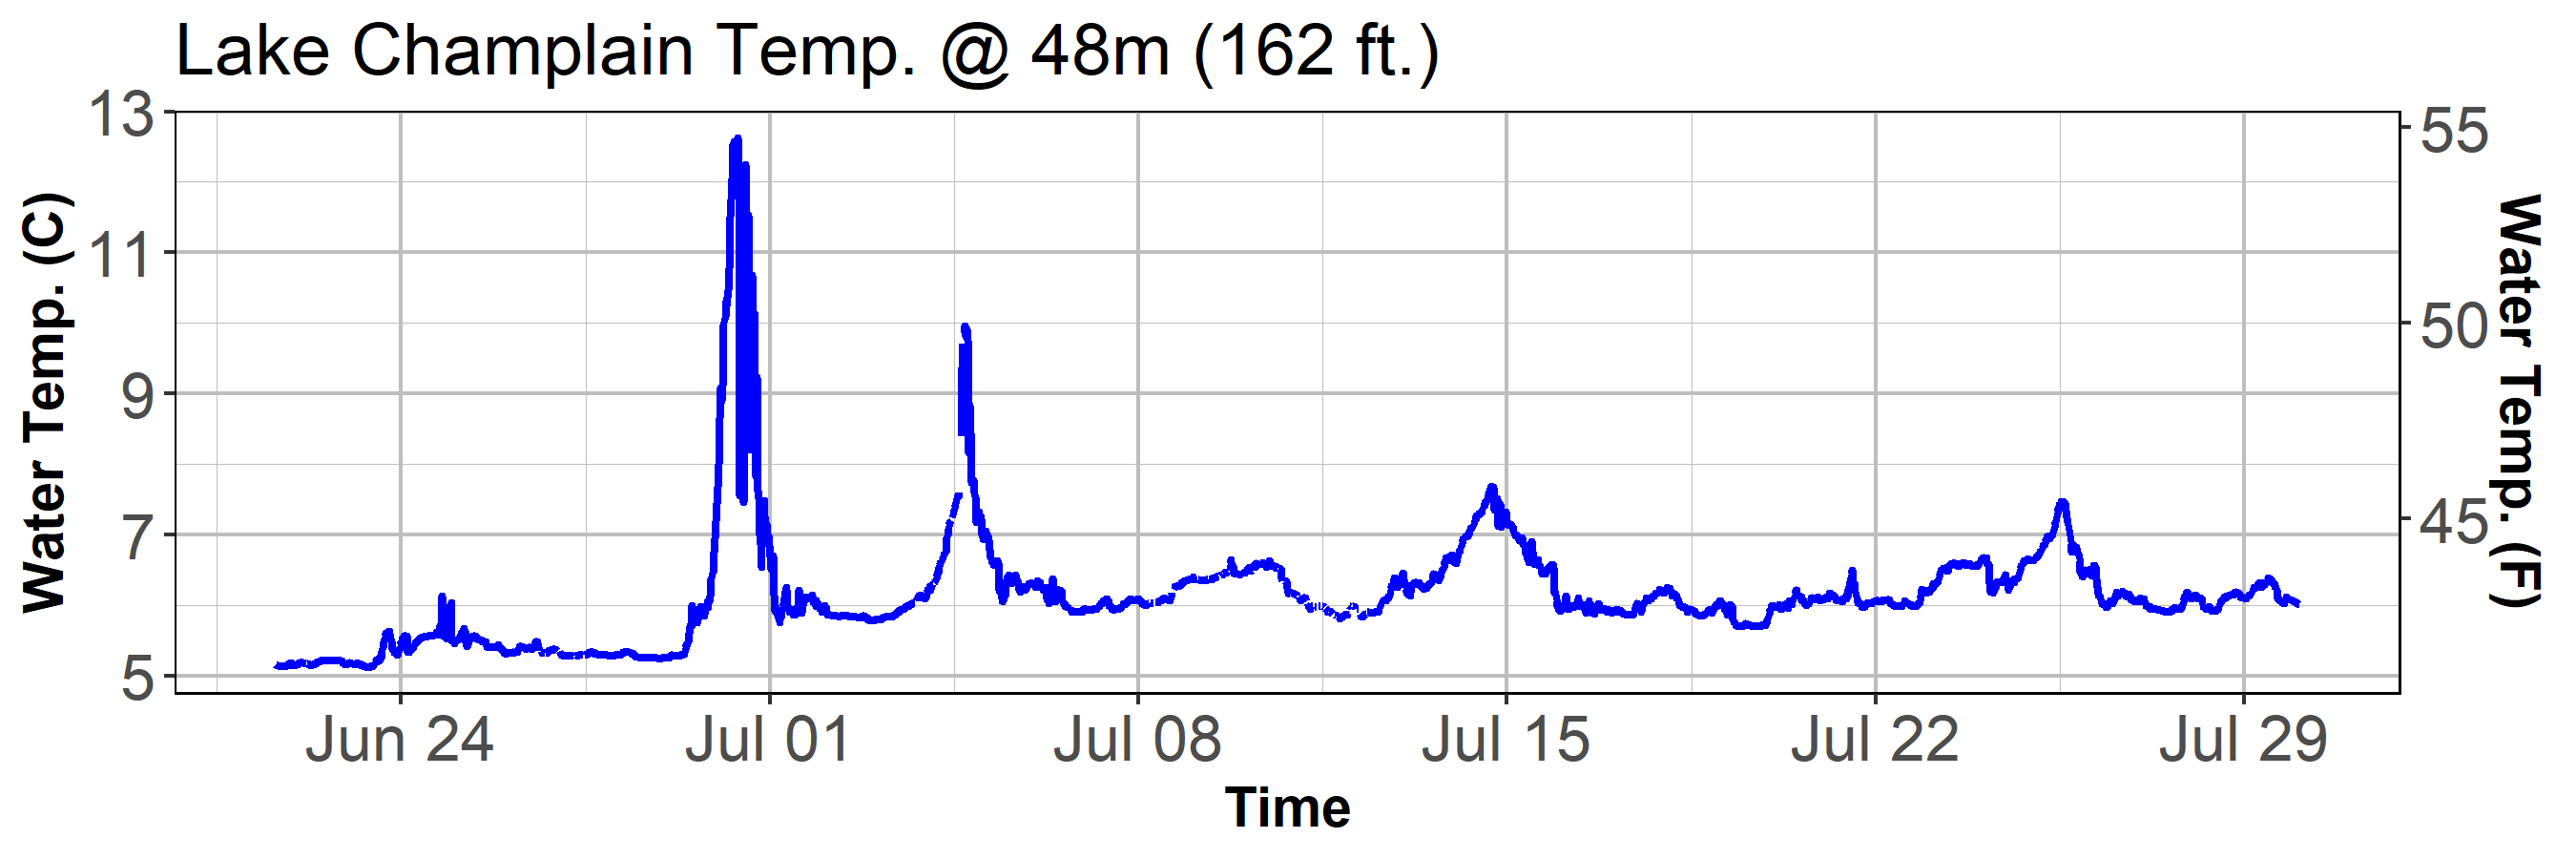 Lake Champlain Temp. @ 48m (162 ft.)
13
11
9
7
5
Water Temp. (C)
55
50
45
Water Temp. (F)
Jun 24 Jul 01 Jul 08 Jul 15 Jul 22 Jul 29
Time